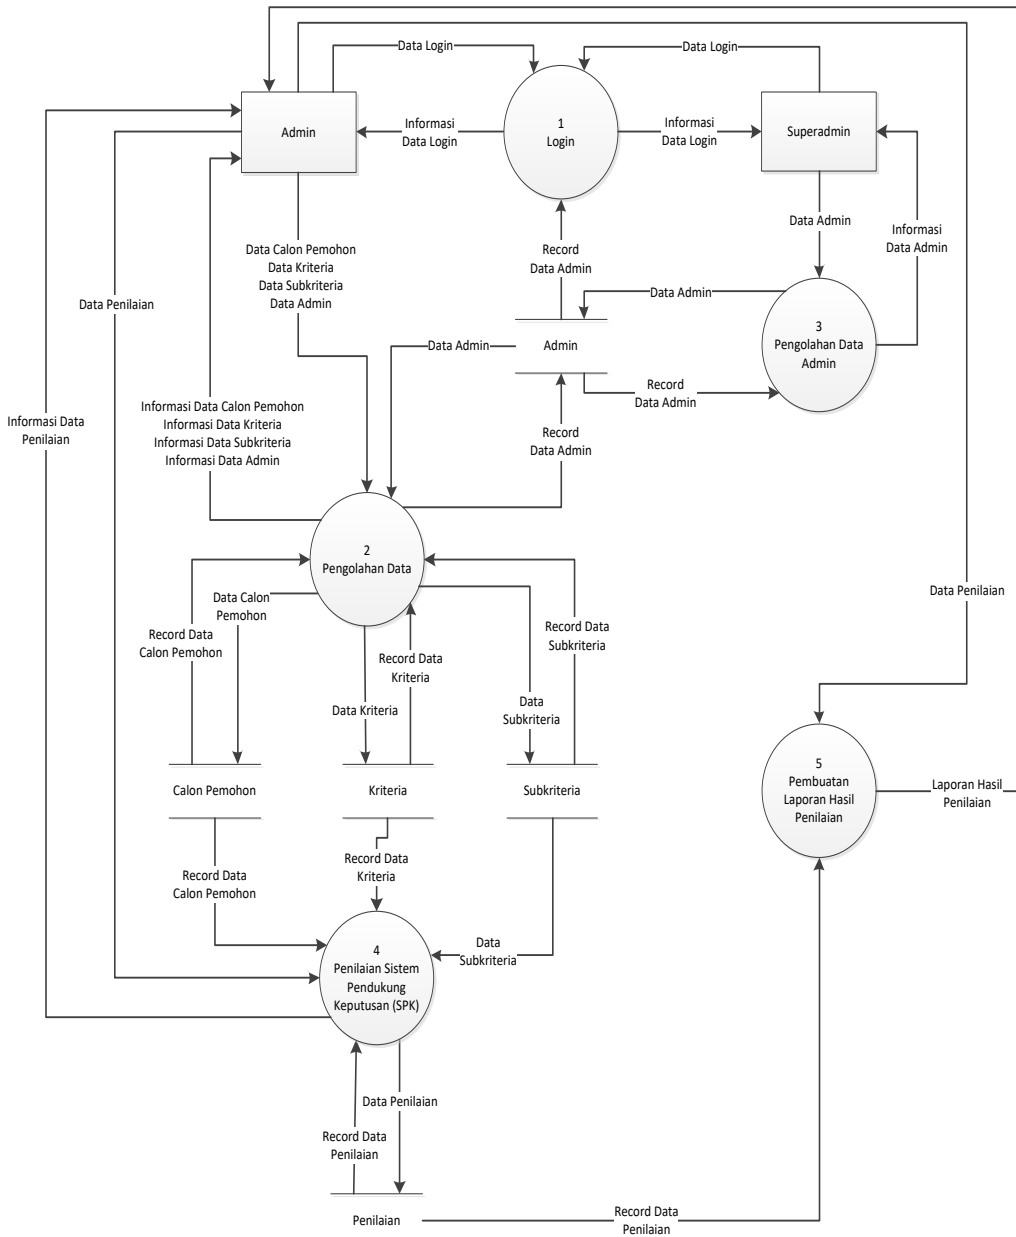 Data Login
Data Login
Admin
Informasi
Data Login
1
Login
Informasi
Data Login
Superadmin
Data Calon Pemohon
Data Kriteria
Data Subkriteria
Data Admin
Record
Data Admin
Data Admin
Informasi
Data Admin
Data Penilaian
Data Admin
3
Pengolahan Data
Admin
Data Admin
Admin
Record
Data Admin
Informasi Data
Penilaian
Informasi Data Calon Pemohon
Informasi Data Kriteria
Informasi Data Subkriteria
Informasi Data Admin
Record
Data Admin
2
Pengolahan Data
Data Calon
Pemohon
Record Data
Calon Pemohon
Record Data
Kriteria
Record Data
Subkriteria
Data Penilaian
Data Kriteria
Data
Subkriteria
Calon Pemohon
Kriteria
Subkriteria
5
Pembuatan
Laporan Hasil
Penilaian
Laporan Hasil
Penilaian
Record Data
Calon Pemohon
Record Data
Kriteria
Data
Subkriteria
4
Penilaian Sistem
Pendukung
Keputusan (SPK)
Data Penilaian
Record Data
Penilaian
Penilaian
Record Data
Penilaian